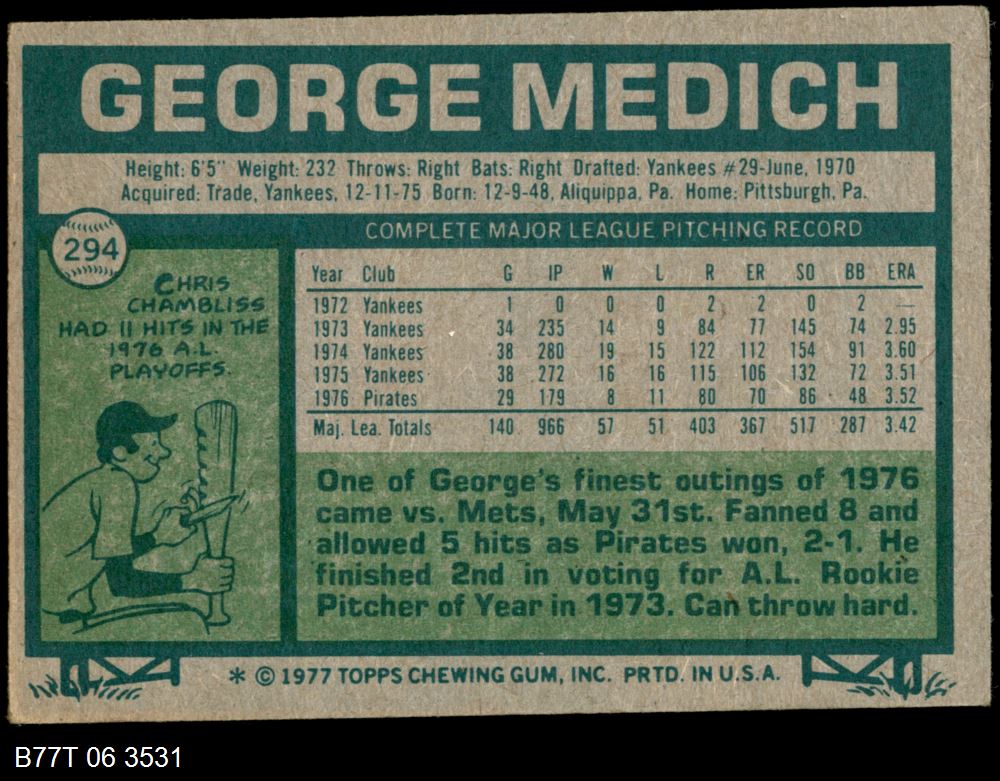 GEORGE MEDICH
Height: 6'5" Weight: 232 Throws: Right Bats: Right Drafted: Yankees #29-June, 1970
Acquired: Trade, Yankees, 12-11-75 Born: 12-9-48, Aliquippa, Pa. Home: Pittsburgh, Pa.
294
CHRIS
CHAMBLISS
HAD 11 HITS IN THE
1976 A.L.
PLAYOFFS.
COMPLETE MAJOR LEAGUE PITCHING RECORD
Year Club G IP W L R ER SO BB ERA
1972 Yankees 1 0 0 0 2 2 0 2 —
1973 Yankees 34 235 14 9 84 77 145 74 2.95
1974 Yankees 38 280 19 15 122 112 154 91 3.60
1975 Yankees 38 272 16 16 115 106 132 72 3.51
1976 Pirates 29 179 8 11 80 70 86 48 3.52
Maj. Lea. Totals 140 966 57 51 403 367 517 287 3.42
One of George's finest outings of 1976
came vs. Mets, May 31st. Fanned 8 and
allowed 5 hits as Pirates won, 2-1. He
finished 2nd in voting for A.L. Rookie
Pitcher of Year in 1973. Can throw hard.
* © 1977 TOPPS CHEWING GUM, INC. PRTD. IN U.S.A.
B77T 06 3531